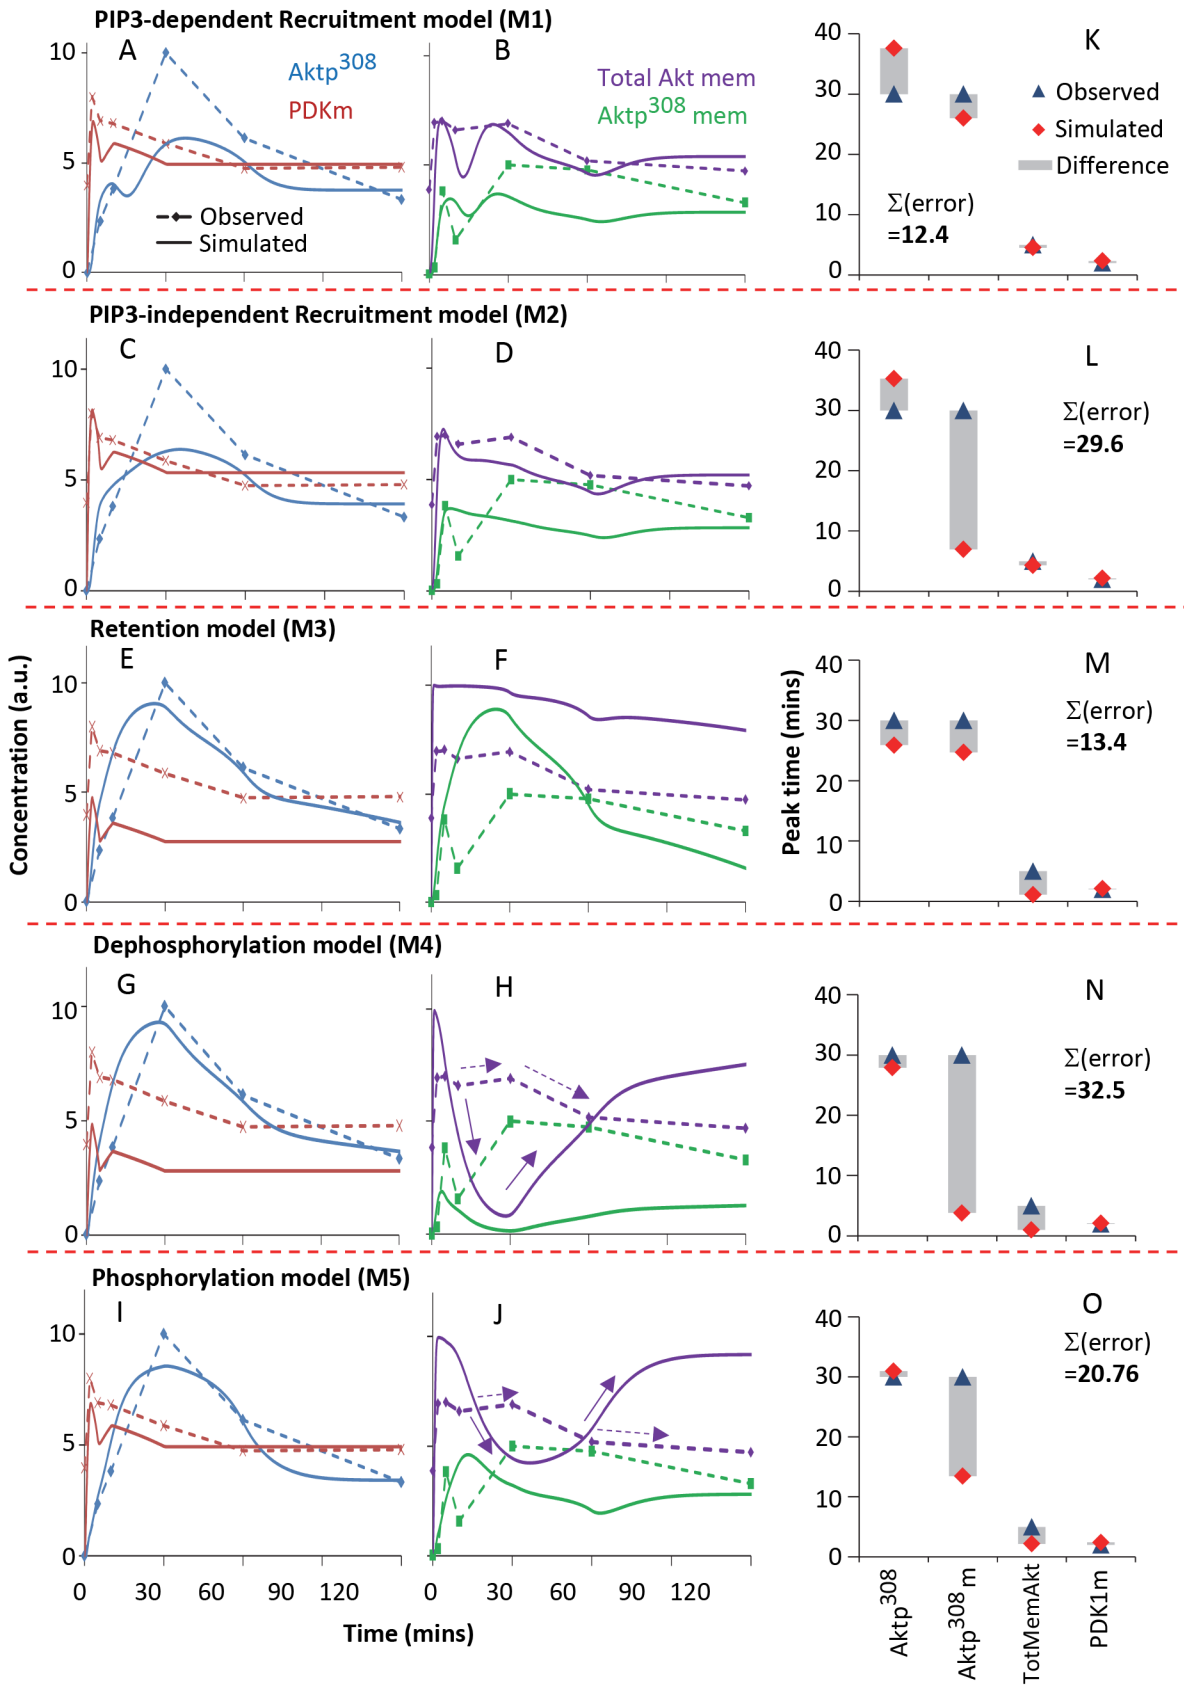 PIP3-dependent Recruitment model (M1)
A
B
K
10
5
0
Aktp308
PDKm
Observed
Simulated
Total Akt mem
Aktp308 mem
40
30
20
10
0
Observed
Simulated
Difference
Σ(error)
=12.4
PIP3-independent Recruitment model (M2)
C
D
L
10
5
0
40
30
20
10
0
Σ(error)
=29.6
Retention model (M3)
E
F
M
10
5
0
40
30
20
10
0
Σ(error)
=13.4
Concentration (a.u.)
Peak time (mins)
Dephosphorylation model (M4)
G
H
N
10
5
0
40
30
20
10
0
Σ(error)
=32.5
Phosphorylation model (M5)
I
J
O
10
5
0
40
30
20
10
0
Σ(error)
=20.76
0 30 60 90 120
0 30 60 90 120
Time (mins)
Aktp308
Aktp308m
TotMemAkt
PDK1m